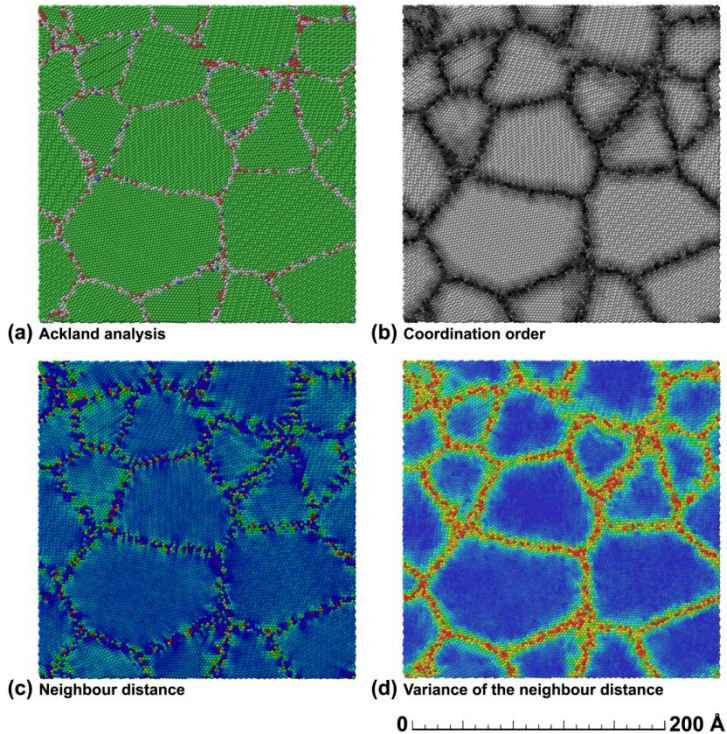 (a) Ackland analysis
(b) Coordination order
(c) Neighbour distance
(d) Variance of the neighbour distance
0 200 Å